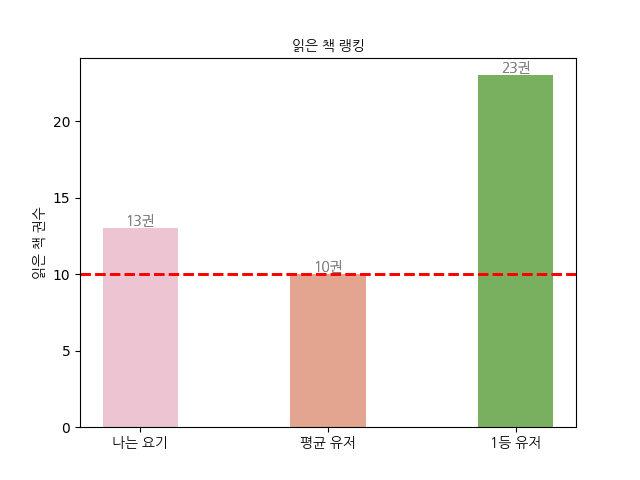 읽은 책 랭킹
23권
20
15
13권
10권
10
5
0
읽은 책 권수
나는 요기
평균 유저
1등 유저